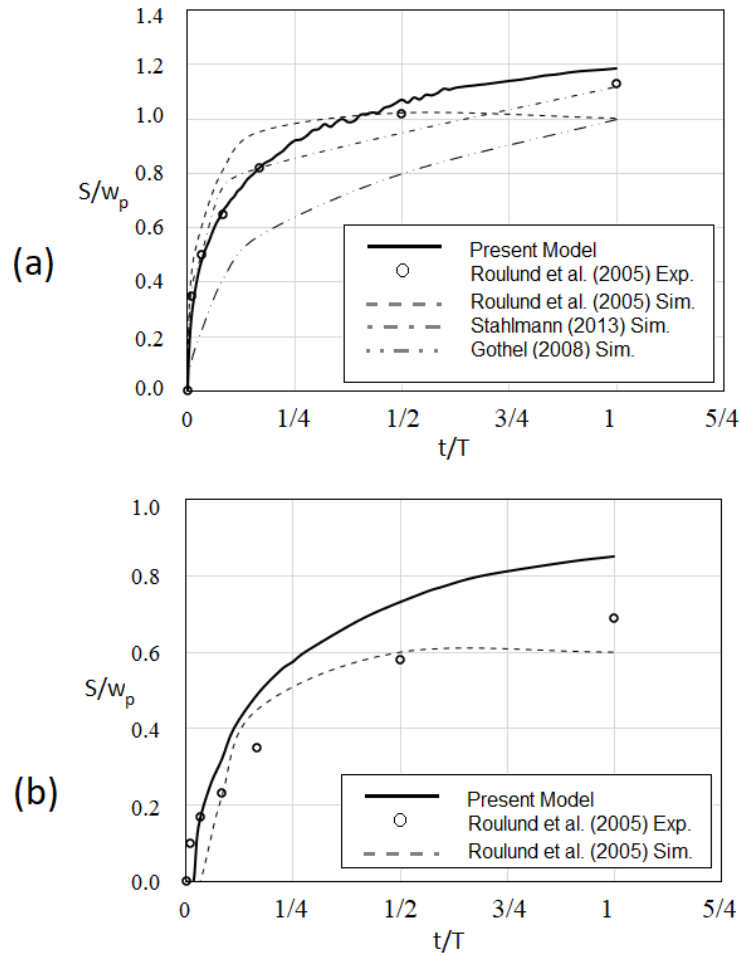 1.4
1.2
1.0
0.8
S/wp
0.6
(a)
0.4
0.2
0.0
Present Model
Roulund et al. (2005) Exp.
Roulund et al. (2005) Sim.
Stahlmann (2013) Sim.
Gothel (2008) Sim.
0 1/4 1/2 3/4 1 5/4
t/T
1.0
0.8
0.6
S/wp
0.4
(b)
0.2
0.0
Present Model
Roulund et al. (2005) Exp.
Roulund et al. (2005) Sim.
0 1/4 1/2 3/4 1 5/4
t/T